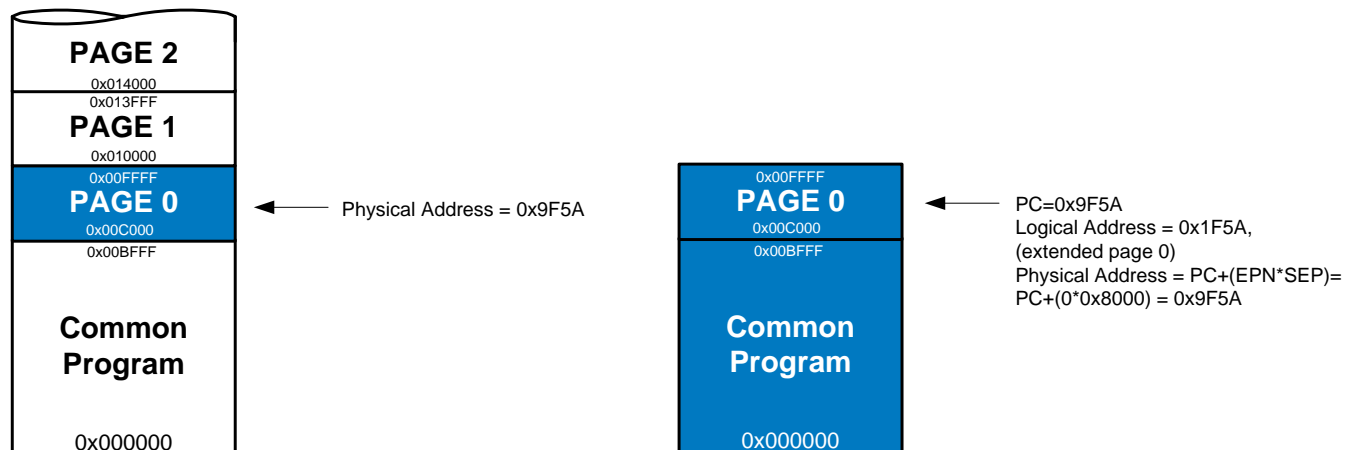 PAGE 2
0x014000
0x013FFF
PAGE 1
0x010000
0x00FFFF
PAGE 0
0x00C000
0x00BFFF
Common
Program
0x000000
Physical Address = 0x9F5A
0x00FFFF
PAGE 0
0x00C000
0x00BFFF
Common
Program
0x000000
PC=0x9F5A
Logical Address = 0x1F5A,
(extended page 0)
Physical Address = PC+(EPN*SEP)=
PC+(0*0x8000) = 0x9F5A